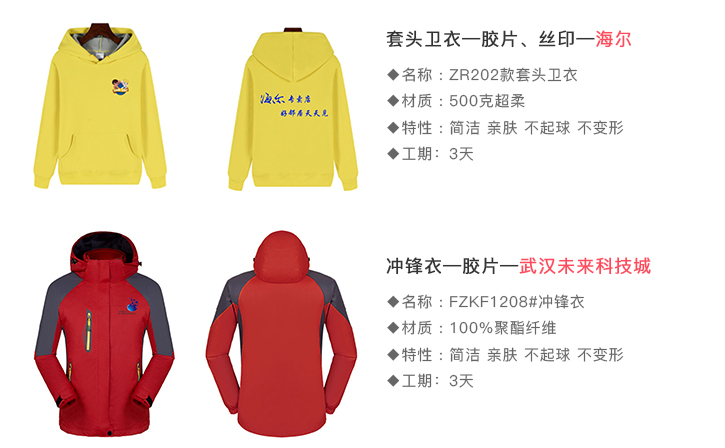 套头卫衣—胶片、丝印—海尔
◆名称：ZR202款套头卫衣
◆材质：500克超柔
◆特性：简洁 亲肤 不起球 不变形
◆工期：3天
海尔 专卖店
好邻居天天见
冲锋衣—胶片—武汉未来科技城
◆名称：FZKF1208#冲锋衣
◆材质：100%聚酯纤维
◆特性：简洁 亲肤 不起球 不变形
◆工期：3天